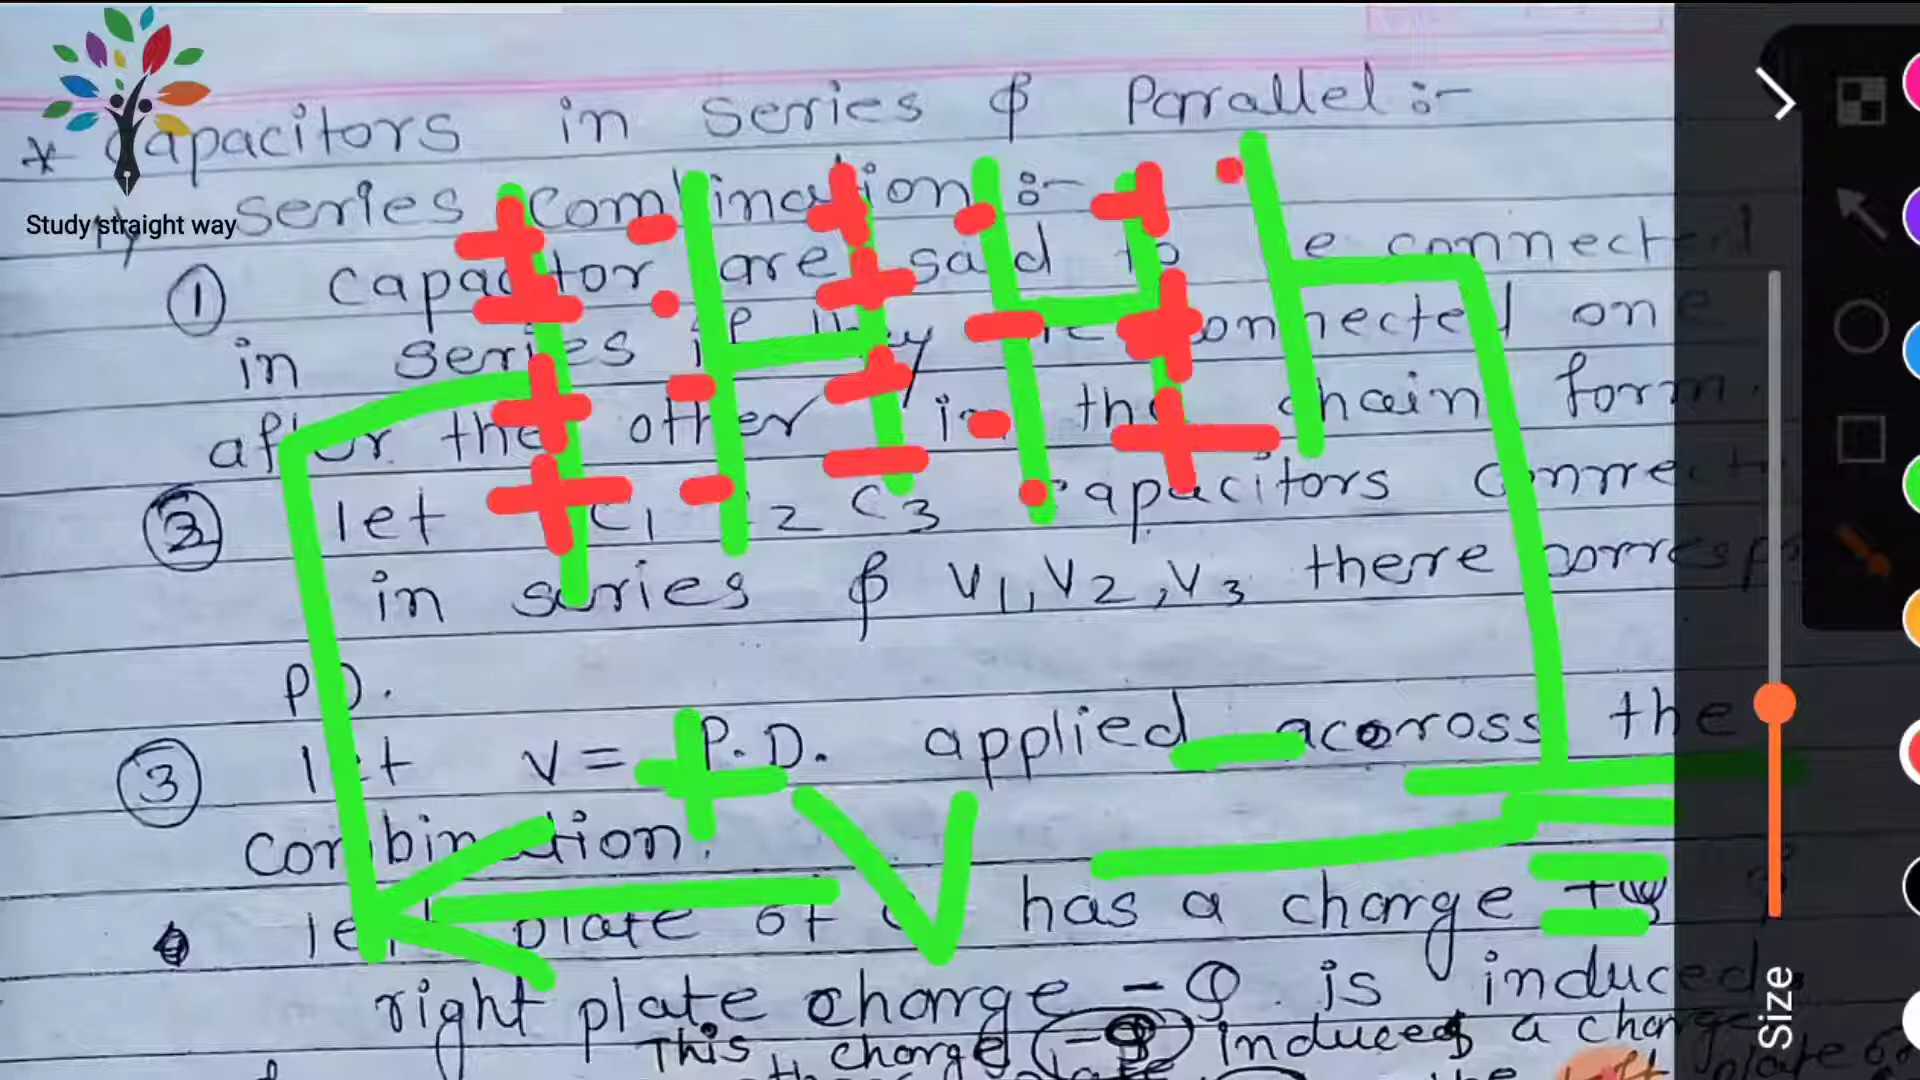 * Capacitors in Series & Parallel :-
Study straight way
1) Series Combination :-
① Capacitor are said to be connected
in series if they are connected one
after the other in the chain form.
② let C1 C2 C3 capacitors connect
in series & V1, V2, V3 there corresp
P.D.
③ let V = P.D. applied acoross the
Combination.
left plate of has a charge +Q
right plate charge -Q is induced
This charge -Q induces a charge
Size